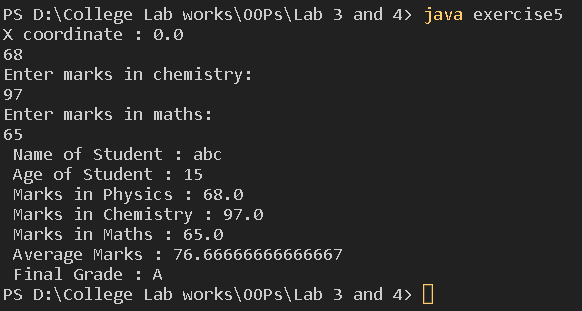 PS D:\College Lab works\OOPs\Lab 3 and 4> java exercise5
X coordinate : 0.0
68
Enter marks in chemistry:
97
Enter marks in maths:
65
Name of Student : abc
Age of Student : 15
Marks in Physics : 68.0
Marks in Chemistry : 97.0
Marks in Maths : 65.0
Average Marks : 76.66666666666667
Final Grade : A
PS D:\College Lab works\OOPs\Lab 3 and 4>